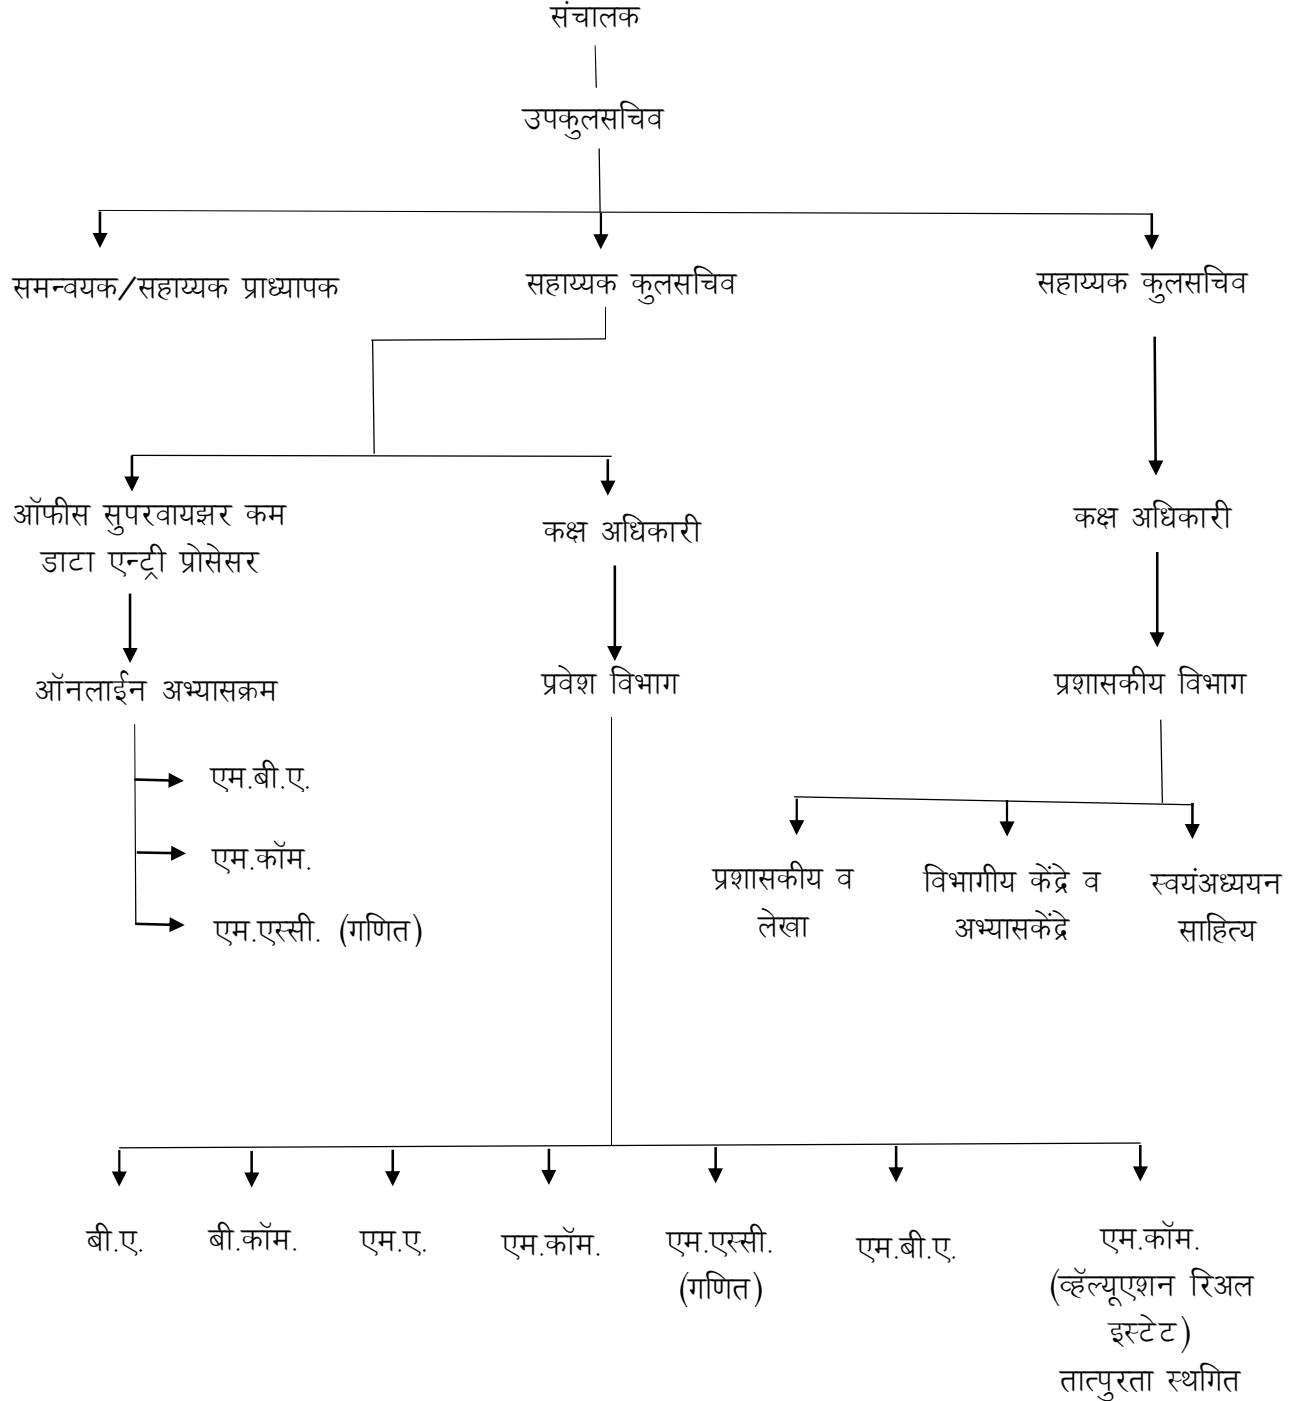 संचालक
उपकुलसचिव
समन्वयक/सहाय्यक प्राध्यापक
सहाय्यक कुलसचिव
सहाय्यक कुलसचिव
ऑफीस सुपरवायझर कम
डाटा एन्ट्री प्रोसेसर
कक्ष अधिकारी
कक्ष अधिकारी
ऑनलाईन अभ्यासक्रम
प्रवेश विभाग
प्रशासकीय विभाग
एम.बी.ए.
एम.कॉम.
एम.एस्सी. (गणित)
प्रशासकीय व
लेखा
विभागीय केंद्रे व
अभ्यासकेंद्रे
स्वयंअध्ययन
साहित्य
बी.ए.
बी.कॉम.
एम.ए.
एम.कॉम.
एम.एस्सी.
(गणित)
एम.बी.ए.
एम.कॉम.
(व्हॅल्यूएशन रिअल
इस्टेट)
तात्पुरता स्थगित